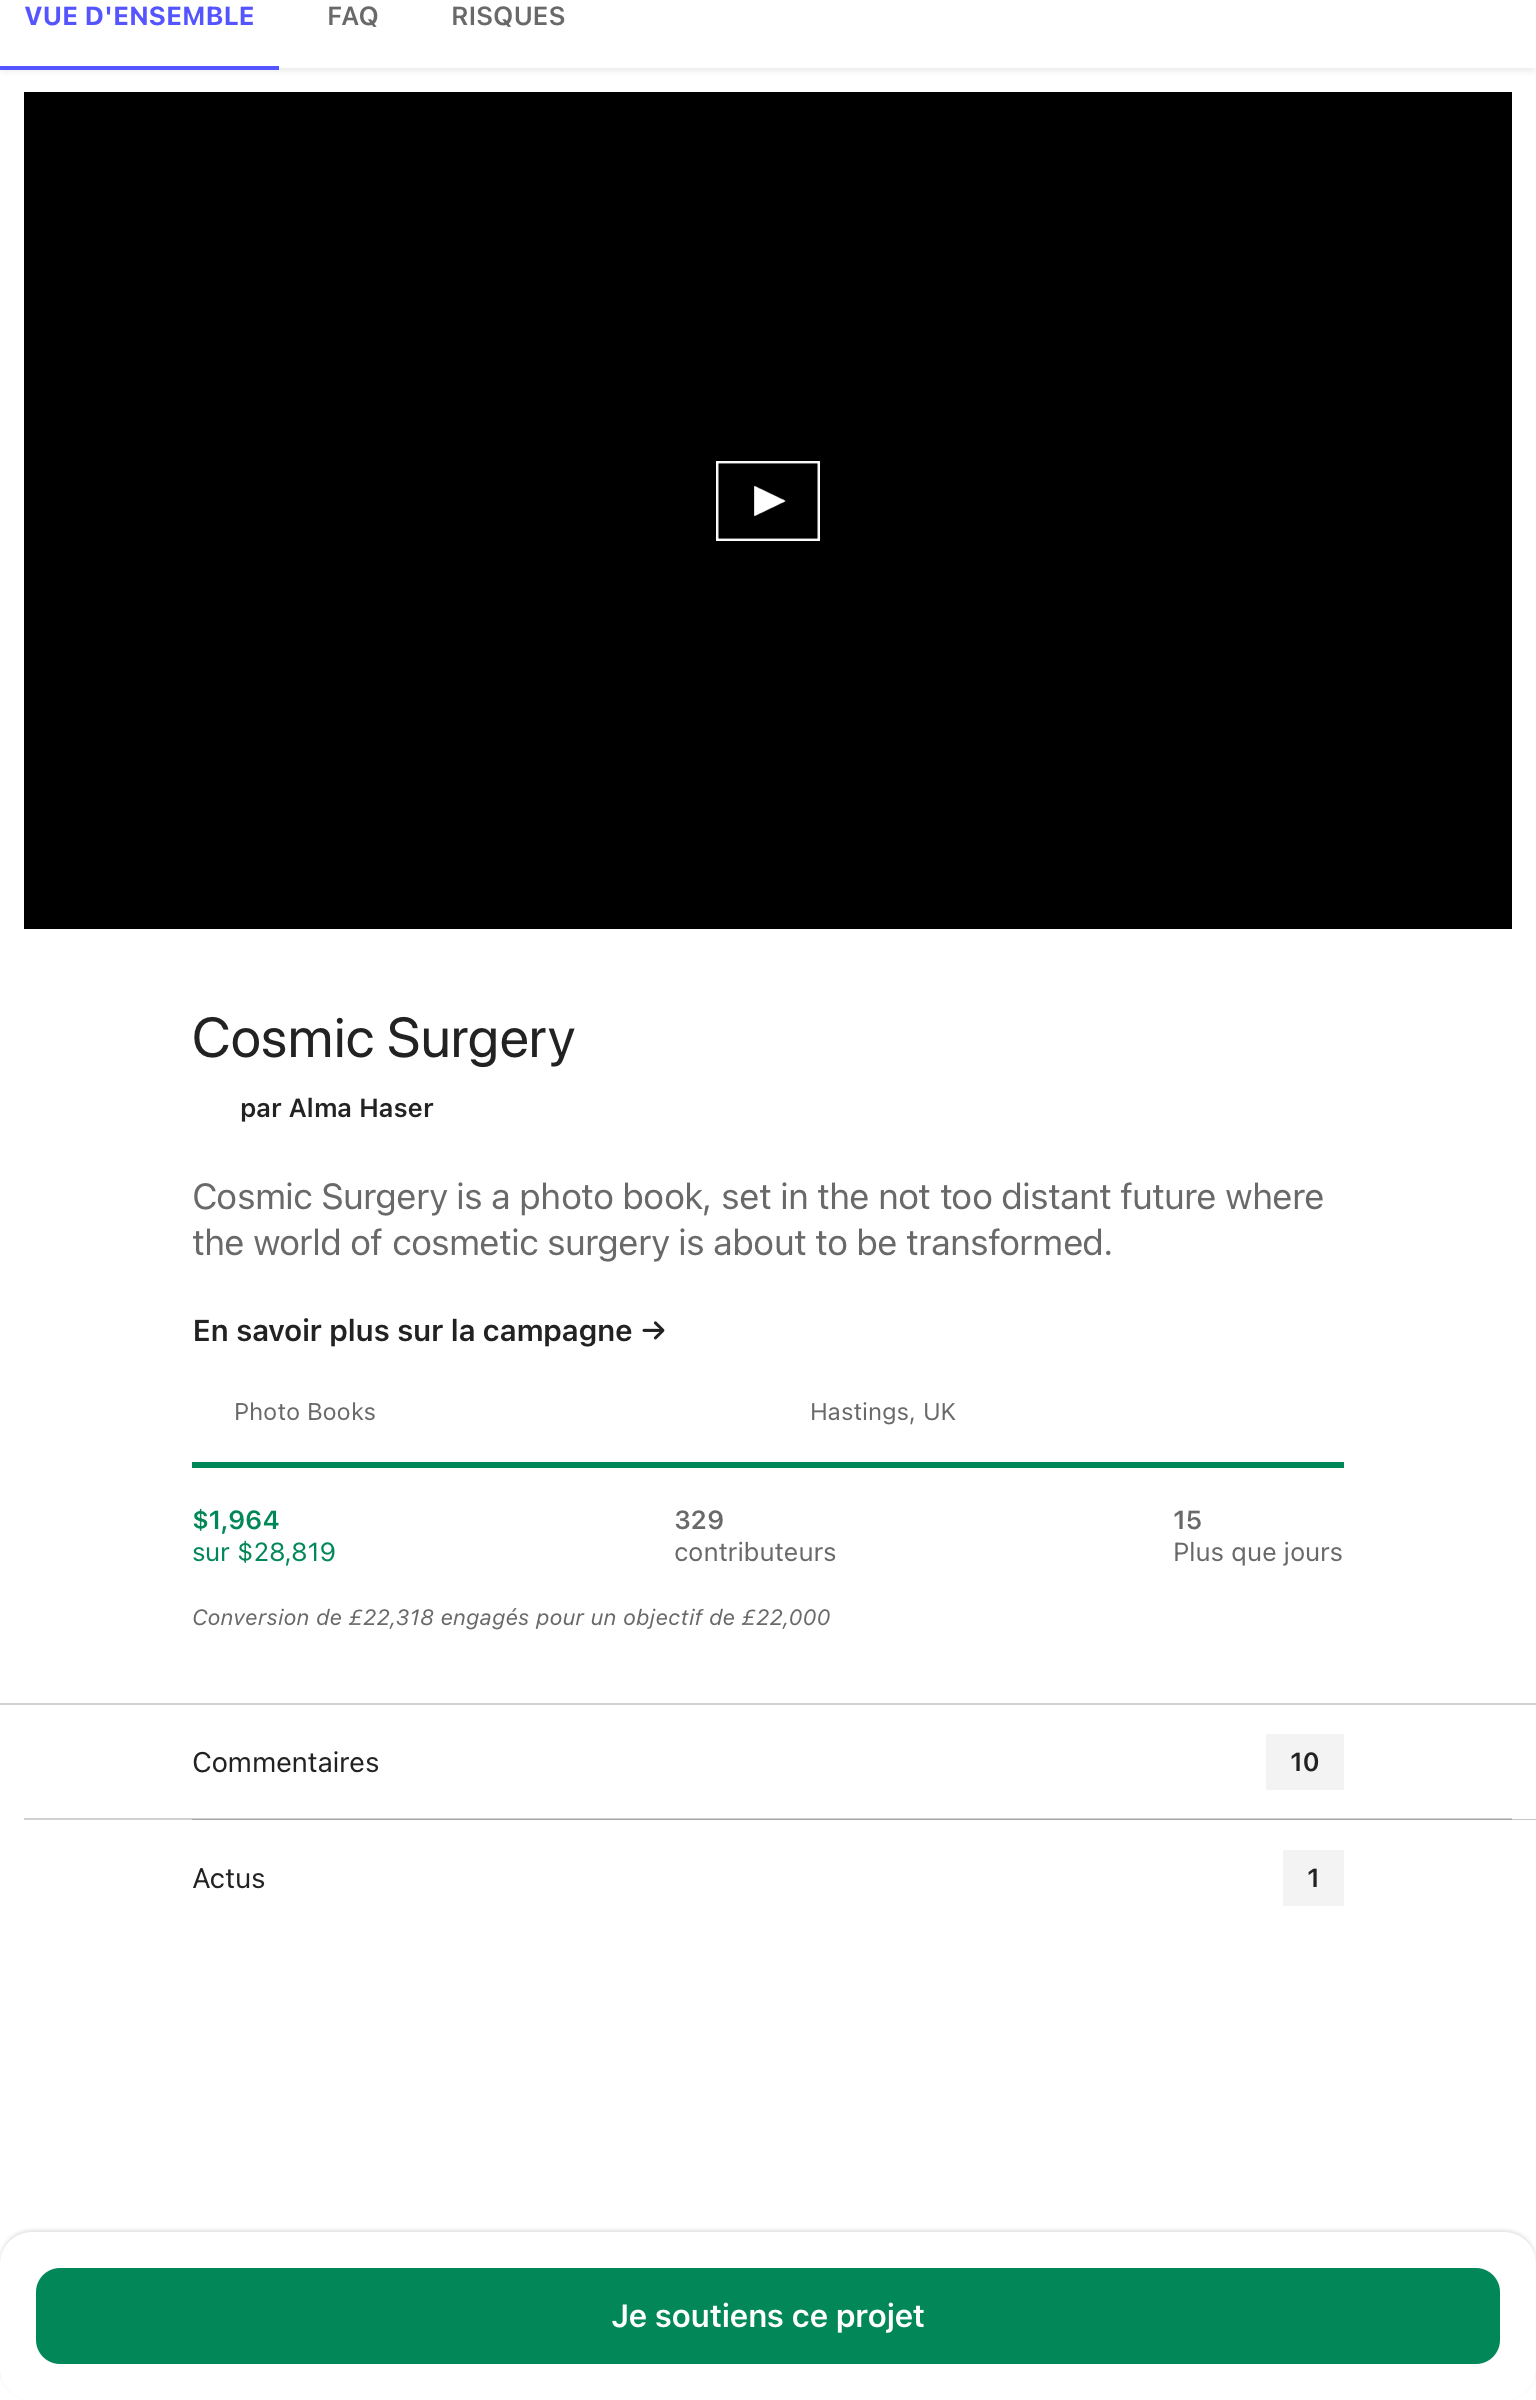 VUE D'ENSEMBLE FAQ RISQUES
Cosmic Surgery
par Alma Haser
Cosmic Surgery is a photo book, set in the not too distant future where
the world of cosmetic surgery is about to be transformed.
En savoir plus sur la campagne →
Photo Books Hastings, UK
$1,964 329 15
sur $28,819 contributeurs Plus que jours
Conversion de £22,318 engagés pour un objectif de £22,000
Commentaires 10
Actus 1
Je soutiens ce projet